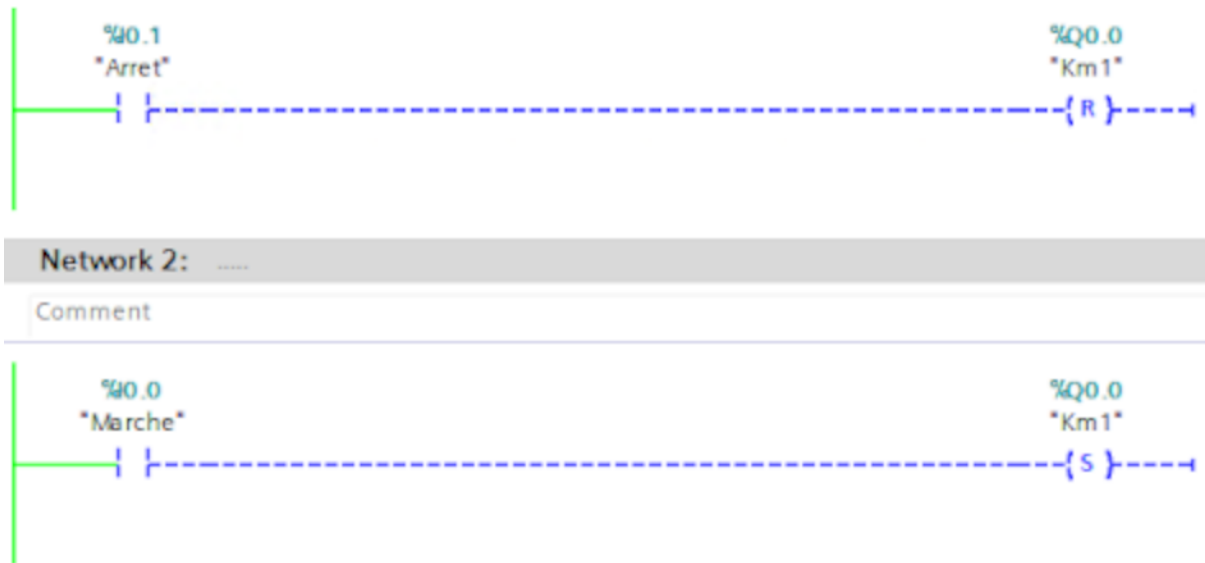 %I0.1 %Q0.0
"Arret" "Km1"
R
Network 2: .....
Comment
%I0.0 %Q0.0
"Marche" "Km1"
S